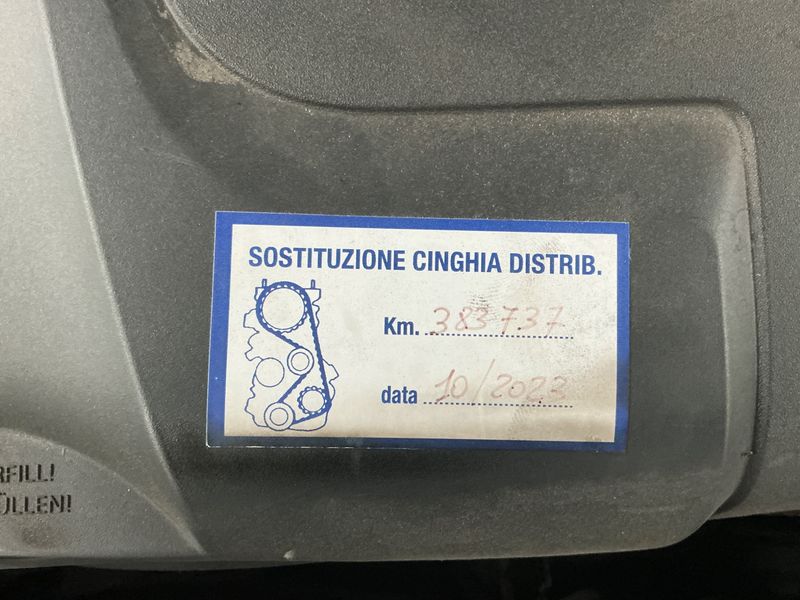 SOSTITUZIONE CINGHIA DISTRIB.
Km. 383737
data 10/2023
RFILL!
ÜLLEN!